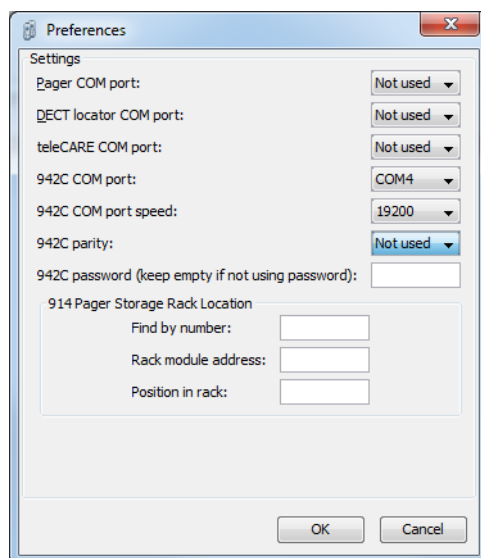 Preferences
Settings
Pager COM port: Not used
DECT locator COM port: Not used
teleCARE COM port: Not used
942C COM port: COM4
942C COM port speed: 19200
942C parity: Not used
942C password (keep empty if not using password):
914 Pager Storage Rack Location
Find by number:
Rack module address:
Position in rack:
OK Cancel